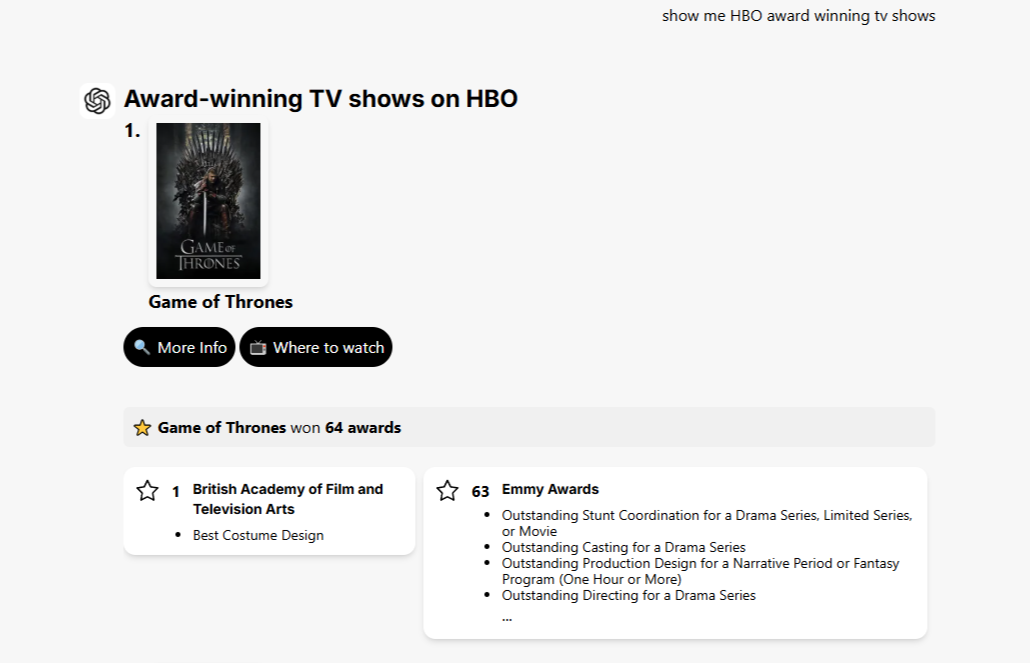 show me HBO award winning tv shows
Award-winning TV shows on HBO
1.
GAME OF
THRONES
Game of Thrones
More Info
Where to watch
Game of Thrones won 64 awards
1 British Academy of Film and
Television Arts
• Best Costume Design
63 Emmy Awards
• Outstanding Stunt Coordination for a Drama Series, Limited Series,
or Movie
• Outstanding Casting for a Drama Series
• Outstanding Production Design for a Narrative Period or Fantasy
Program (One Hour or More)
• Outstanding Directing for a Drama Series
...